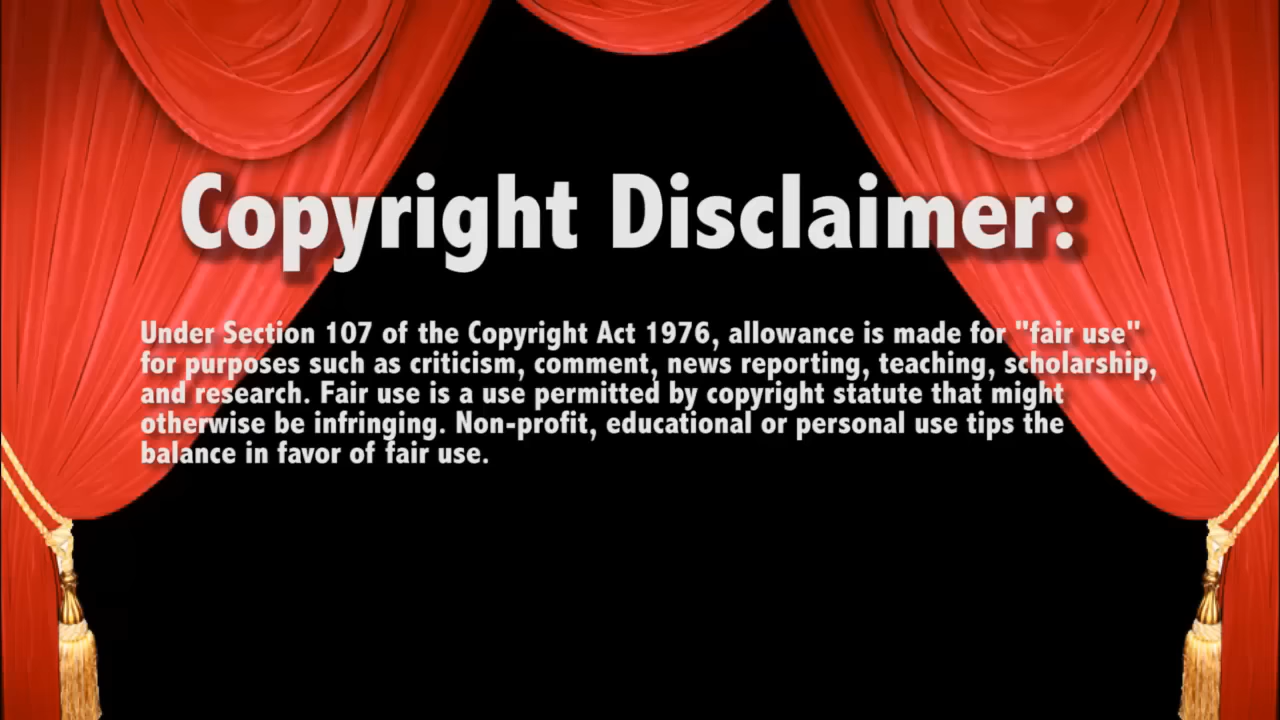 Copyright Disclaimer:
Under Section 107 of the Copyright Act 1976, allowance is made for "fair use"
for purposes such as criticism, comment, news reporting, teaching, scholarship,
and research. Fair use is a use permitted by copyright statute that might
otherwise be infringing. Non-profit, educational or personal use tips the
balance in favor of fair use.